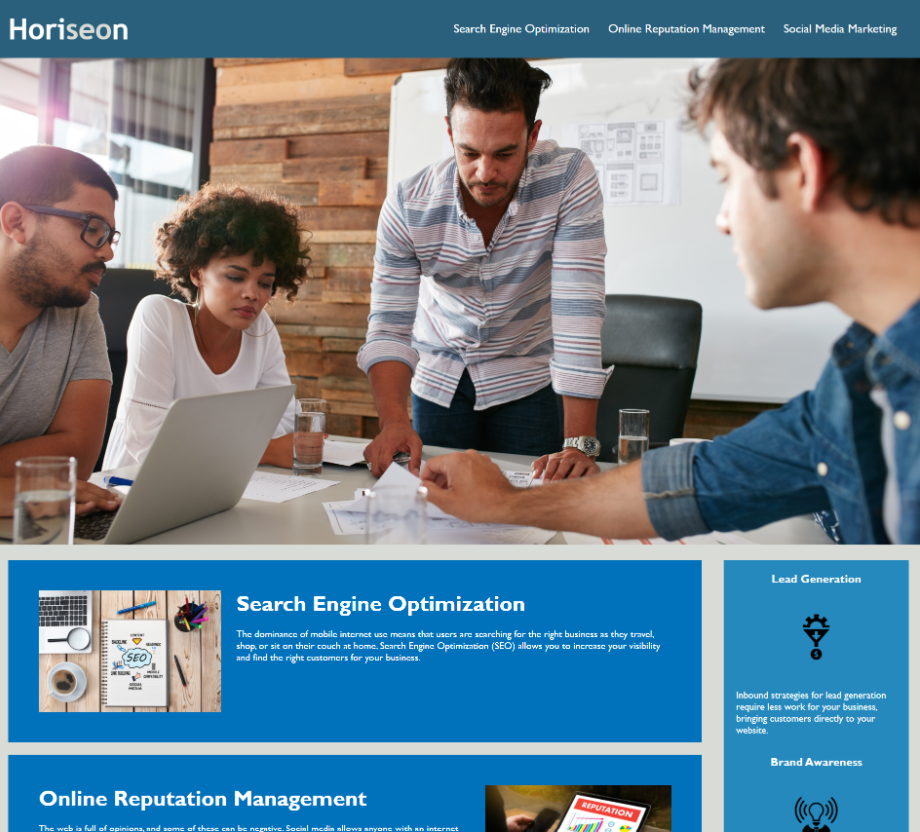 Horiseon
Search Engine Optimization
Online Reputation Management
Social Media Marketing
SEO
Search Engine Optimization
The dominance of mobile internet use means that users are searching for the right business as they travel,
shop, or sit on their couch at home. Search Engine Optimization (SEO) allows you to increase your visibility
and find the right customers for your business.
Lead Generation
Inbound strategies for lead generation
require less work for your business,
bringing customers directly to your
website.
Brand Awareness
Online Reputation Management
REPUTATION
The web is full of opinions, and some of these can be negative. Social media allows anyone with an internet